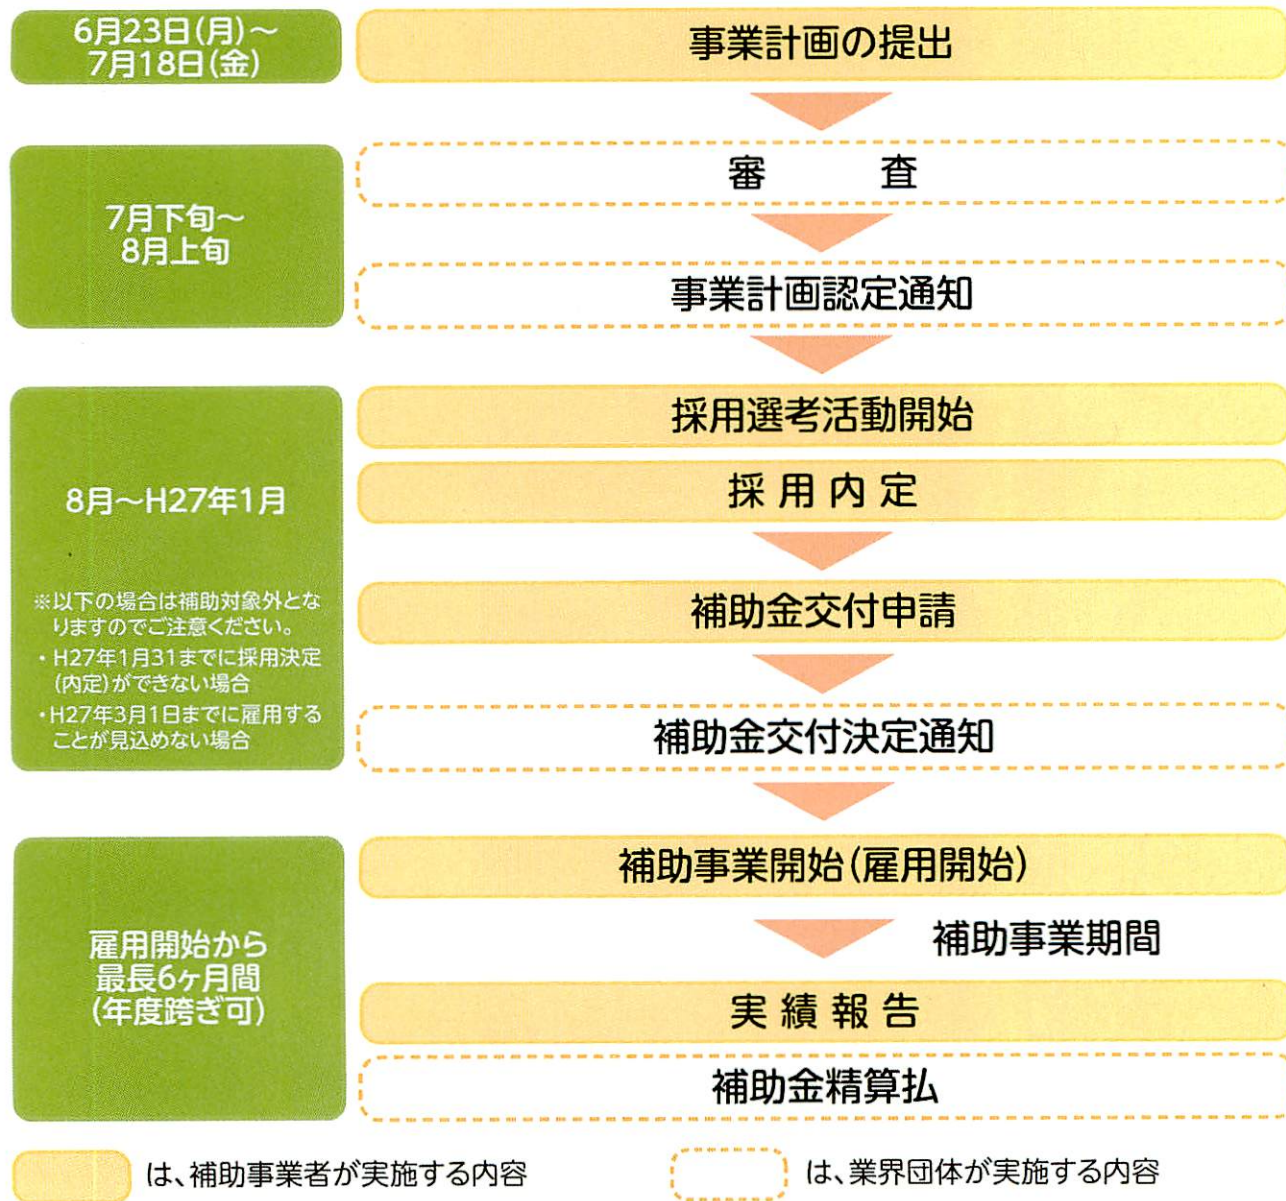 6月23日(月)～
7月18日(金)
事業計画の提出
7月下旬～
8月上旬
審　　査
事業計画認定通知
8月～H27年1月
※以下の場合は補助対象外とな
りますのでご注意ください。
・H27年1月31までに採用決定
(内定)ができない場合
・H27年3月1日までに雇用する
ことが見込めない場合
採用選考活動開始
採用内定
補助金交付申請
補助金交付決定通知
雇用開始から
最長6ヶ月間
(年度跨ぎ可)
補助事業開始(雇用開始)
補助事業期間
実績報告
補助金精算払
は、補助事業者が実施する内容
は、業界団体が実施する内容